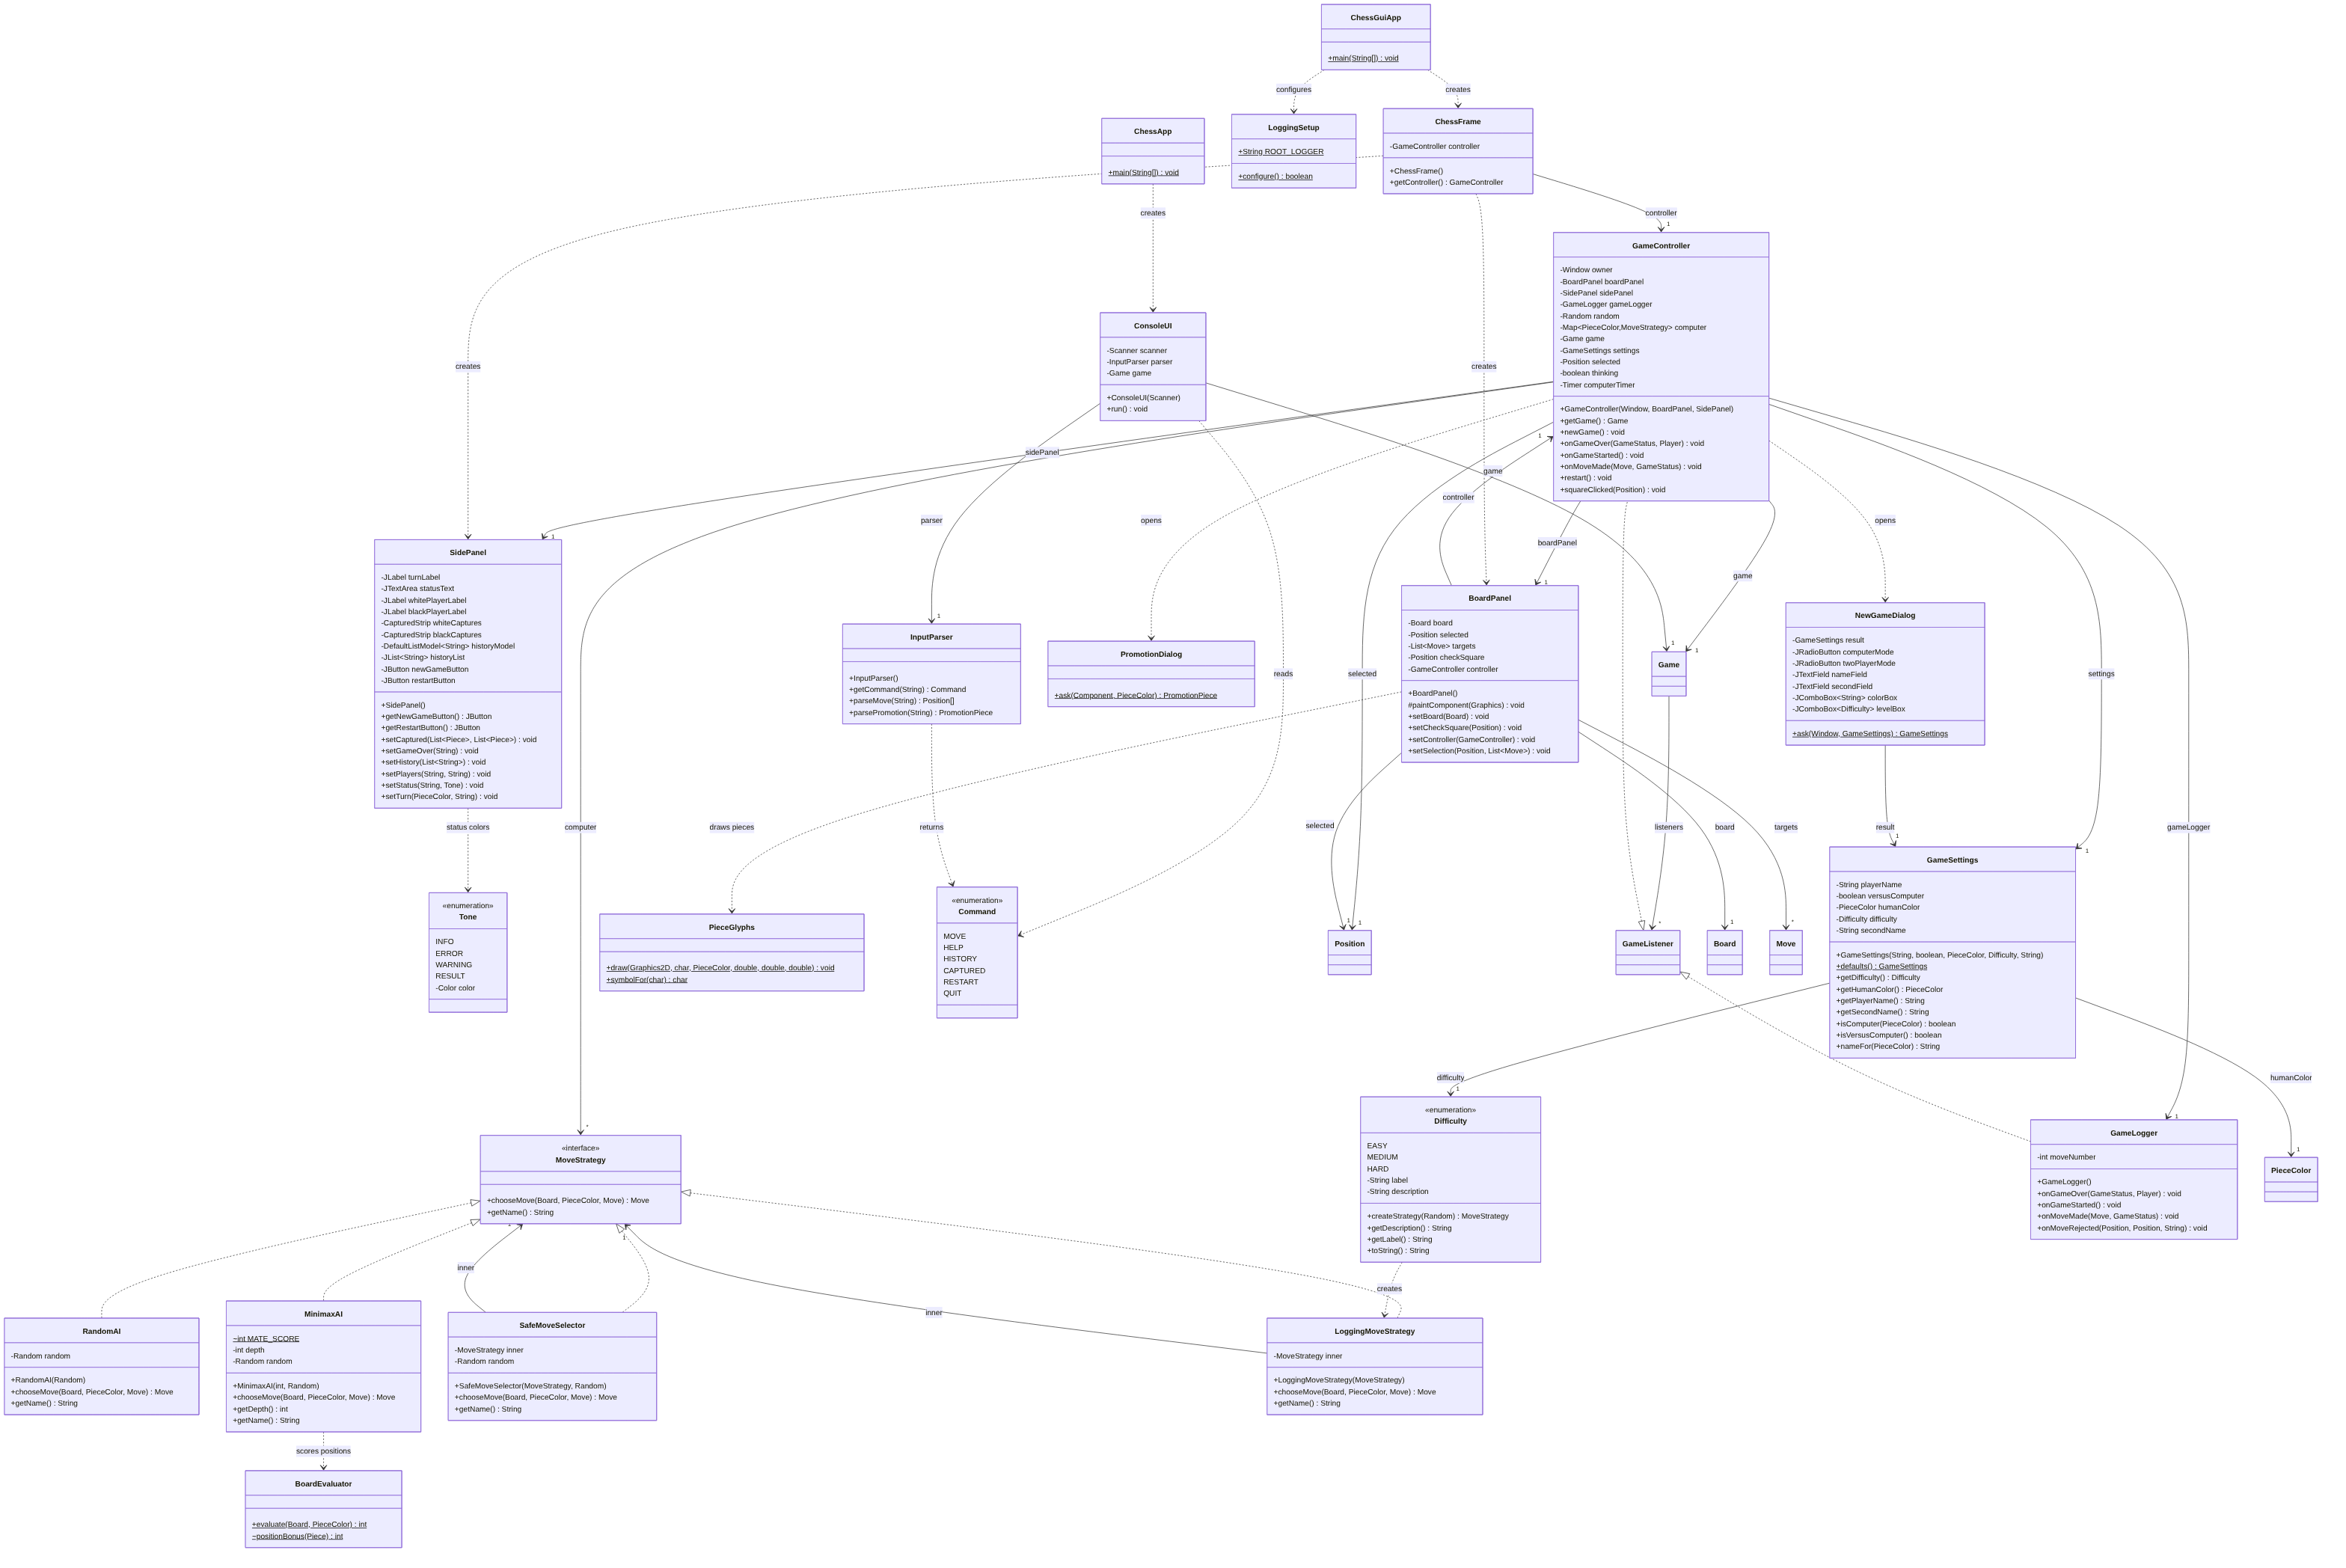 ChessGuiApp
+main(String[]) : void
configures
creates
ChessApp
+main(String[]) : void
LoggingSetup
+String ROOT_LOGGER
+configure() : boolean
ChessFrame
-GameController controller
+ChessFrame()
+getController() : GameController
creates
controller
1
GameController
-Window owner
-BoardPanel boardPanel
-SidePanel sidePanel
-GameLogger gameLogger
-Random random
-Map<PieceColor,MoveStrategy> computer
-Game game
-GameSettings settings
-Position selected
-boolean thinking
-Timer computerTimer
+GameController(Window, BoardPanel, SidePanel)
+getGame() : Game
+newGame() : void
+onGameOver(GameStatus, Player) : void
+onGameStarted() : void
+onMoveMade(Move, GameStatus) : void
+restart() : void
+squareClicked(Position) : void
ConsoleUI
-Scanner scanner
-InputParser parser
-Game game
+ConsoleUI(Scanner)
+run() : void
creates
creates
sidePanel
game
1
controller
parser
opens
opens
boardPanel
game
1
1
SidePanel
-JLabel turnLabel
-JTextArea statusText
-JLabel whitePlayerLabel
-JLabel blackPlayerLabel
-CapturedStrip whiteCaptures
-CapturedStrip blackCaptures
-DefaultListModel<String> historyModel
-JList<String> historyList
-JButton newGameButton
-JButton restartButton
+SidePanel()
+getNewGameButton() : JButton
+getRestartButton() : JButton
+setCaptured(List<Piece>, List<Piece>) : void
+setGameOver(String) : void
+setHistory(List<String>) : void
+setPlayers(String, String) : void
+setStatus(String, Tone) : void
+setTurn(PieceColor, String) : void
1
InputParser
+InputParser()
+getCommand(String) : Command
+parseMove(String) : Position[]
+parsePromotion(String) : PromotionPiece
PromotionDialog
+ask(Component, PieceColor) : PromotionPiece
reads
selected
BoardPanel
-Board board
-Position selected
-List<Move> targets
-Position checkSquare
-GameController controller
+BoardPanel()
#paintComponent(Graphics) : void
+setBoard(Board) : void
+setCheckSquare(Position) : void
+setController(GameController) : void
+setSelection(Position, List<Move>) : void
1
1
Game
NewGameDialog
-GameSettings result
-JRadioButton computerMode
-JRadioButton twoPlayerMode
-JTextField nameField
-JTextField secondField
-JComboBox<String> colorBox
-JComboBox<Difficulty> levelBox
+ask(Window, GameSettings) : GameSettings
settings
status colors
computer
draws pieces
returns
selected
listeners
board
targets
result
1
1
gameLogger
GameSettings
-String playerName
-boolean versusComputer
-PieceColor humanColor
-Difficulty difficulty
-String secondName
+GameSettings(String, boolean, PieceColor, Difficulty, String)
+defaults() : GameSettings
+getDifficulty() : Difficulty
+getHumanColor() : PieceColor
+getPlayerName() : String
+getSecondName() : String
+isComputer(PieceColor) : boolean
+isVersusComputer() : boolean
+nameFor(PieceColor) : String
«enumeration»
Tone
INFO
ERROR
WARNING
RESULT
-Color color
PieceGlyphs
+draw(Graphics2D, char, PieceColor, double, double, double) : void
+symbolFor(char) : char
«enumeration»
Command
MOVE
HELP
HISTORY
CAPTURED
RESTART
QUIT
1
1
Position
*
GameListener
1
Board
*
Move
difficulty
1
humanColor
1
*
«interface»
MoveStrategy
+chooseMove(Board, PieceColor, Move) : Move
+getName() : String
«enumeration»
Difficulty
EASY
MEDIUM
HARD
-String label
-String description
+createStrategy(Random) : MoveStrategy
+getDescription() : String
+getLabel() : String
+toString() : String
1
GameLogger
-int moveNumber
+GameLogger()
+onGameOver(GameStatus, Player) : void
+onGameStarted() : void
+onMoveMade(Move, GameStatus) : void
+onMoveRejected(Position, Position, String) : void
PieceColor
*
1
inner
inner
creates
RandomAI
-Random random
+RandomAI(Random)
+chooseMove(Board, PieceColor, Move) : Move
+getName() : String
MinimaxAI
~int MATE_SCORE
-int depth
-Random random
+MinimaxAI(int, Random)
+chooseMove(Board, PieceColor, Move) : Move
+getDepth() : int
+getName() : String
SafeMoveSelector
-MoveStrategy inner
-Random random
+SafeMoveSelector(MoveStrategy, Random)
+chooseMove(Board, PieceColor, Move) : Move
+getName() : String
LoggingMoveStrategy
-MoveStrategy inner
+LoggingMoveStrategy(MoveStrategy)
+chooseMove(Board, PieceColor, Move) : Move
+getName() : String
scores positions
BoardEvaluator
+evaluate(Board, PieceColor) : int
~positionBonus(Piece) : int